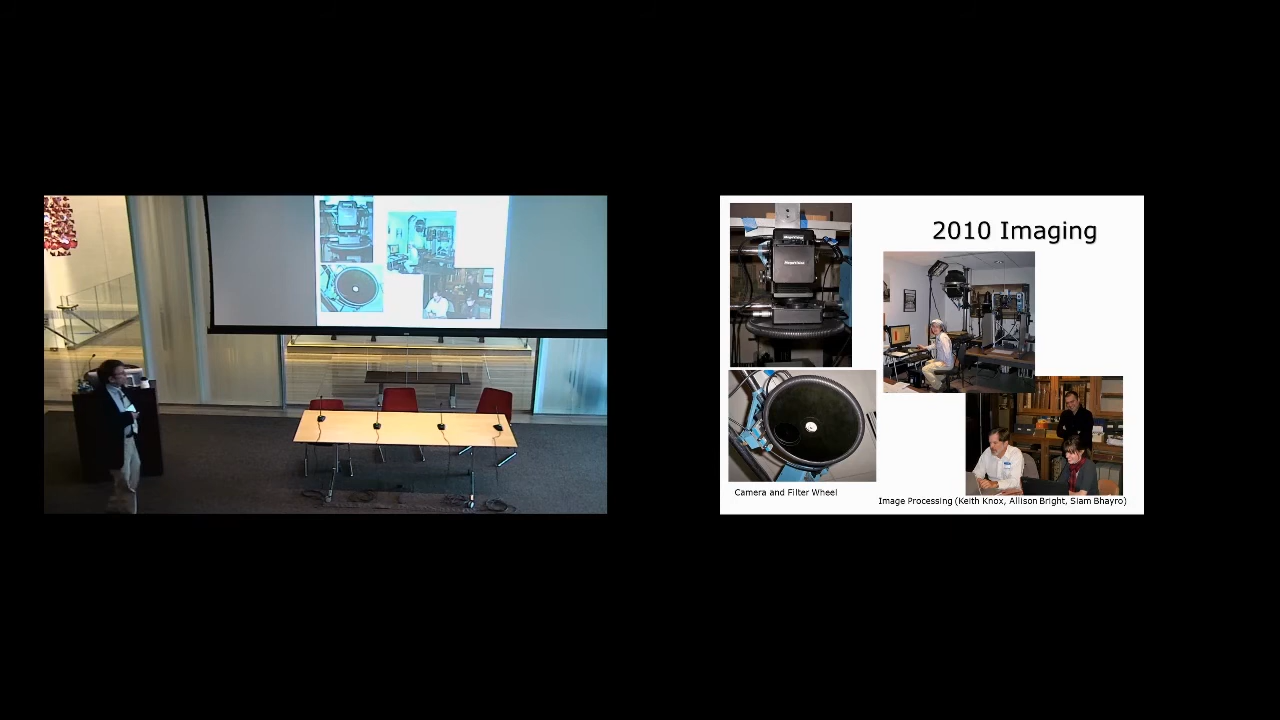 2010 Imaging
Camera and Filter Wheel
Image Processing (Keith Knox, Allison Bright, Siam Bhayro)